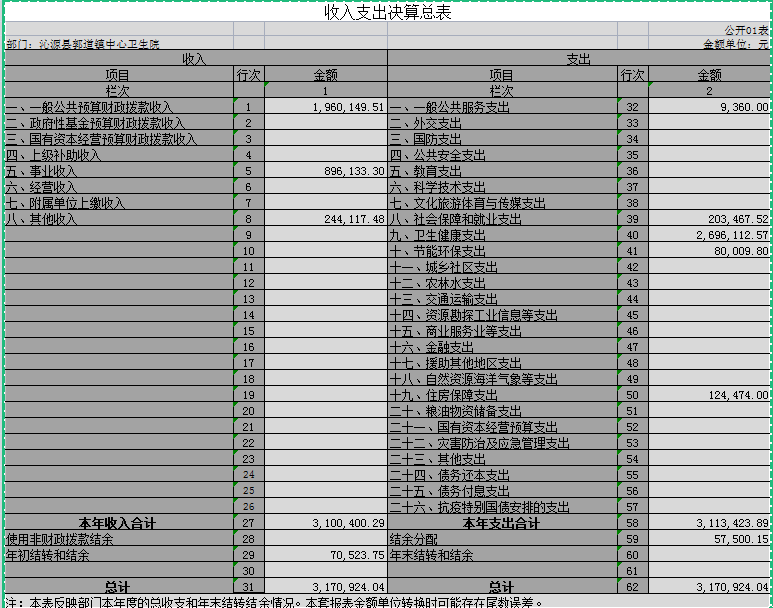 收入支出决算总表
公开01表
部门：沁源县郭道镇中心卫生院 金额单位：元
收入 支出
项目 行次 金额 项目 行次 金额
栏次 1 栏次 2
一、一般公共预算财政拨款收入 1 1,960,149.51 一、一般公共服务支出 32 9,360.00
二、政府性基金预算财政拨款收入 2 二、外交支出 33
三、国有资本经营预算财政拨款收入 3 三、国防支出 34
四、上级补助收入 4 四、公共安全支出 35
五、事业收入 5 896,133.30 五、教育支出 36
六、经营收入 6 六、科学技术支出 37
七、附属单位上缴收入 7 七、文化旅游体育与传媒支出 38
八、其他收入 8 244,117.48 八、社会保障和就业支出 39 203,467.52
9 九、卫生健康支出 40 2,696,112.57
10 十、节能环保支出 41 80,009.80
11 十一、城乡社区支出 42
12 十二、农林水支出 43
13 十三、交通运输支出 44
14 十四、资源勘探工业信息等支出 45
15 十五、商业服务业等支出 46
16 十六、金融支出 47
17 十七、援助其他地区支出 48
18 十八、自然资源海洋气象等支出 49
19 十九、住房保障支出 50 124,474.00
20 二十、粮油物资储备支出 51
21 二十一、国有资本经营预算支出 52
22 二十二、灾害防治及应急管理支出 53
23 二十三、其他支出 54
24 二十四、债务还本支出 55
25 二十五、债务付息支出 56
26 二十六、抗疫特别国债安排的支出 57
本年收入合计 27 3,100,400.29 本年支出合计 58 3,113,423.89
使用非财政拨款结余 28 结余分配 59 57,500.15
年初结转和结余 29 70,523.75 年末结转和结余 60
30 61
总计 31 3,170,924.04 总计 62 3,170,924.04
注：本表反映部门本年度的总收支和年末结转结余情况。本套报表金额单位转换时可能存在尾数误差。